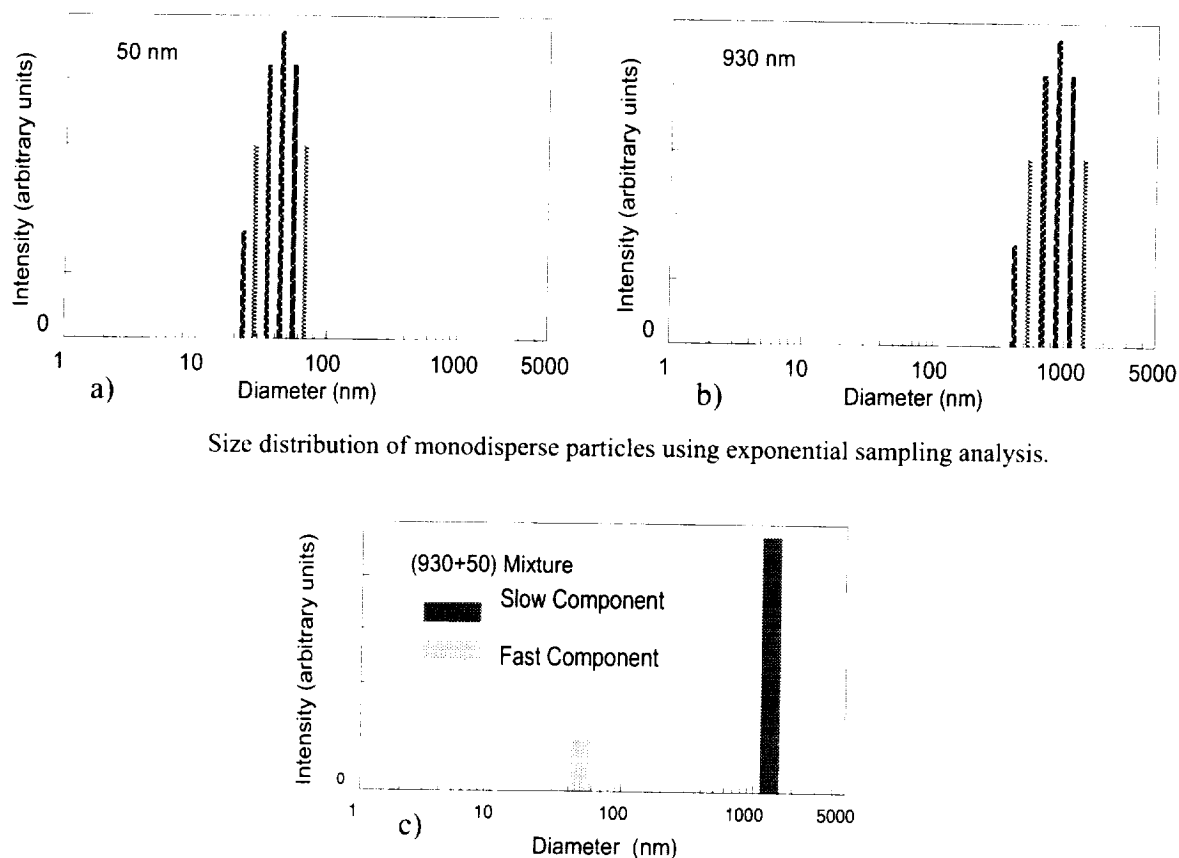 50 nm
Intensity (arbitrary units)
0
1 10 100 1000 5000
a) Diameter (nm)
930 nm
Intensity (arbitrary uints)
0
1 10 100 1000 5000
b) Diameter (nm)
Size distribution of monodisperse particles using exponential sampling analysis.
(930+50) Mixture
Slow Component
Fast Component
Intensity (arbitrary units)
0
1 10 100 1000 5000
c)
Diameter (nm)